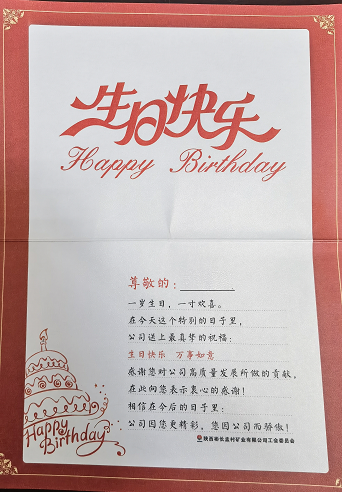 生日快乐
Happy Birthday
尊敬的：
一岁生日，一寸欢喜。
在今天这个特别的日子里，
公司送上最真挚的祝福：
生日快乐 万事如意
感谢您对公司高质量发展所做的贡献，
在此向您表示衷心的感谢！
相信在今后的日子里：
公司因您更精彩，您因公司而骄傲！
Happy
Birthday